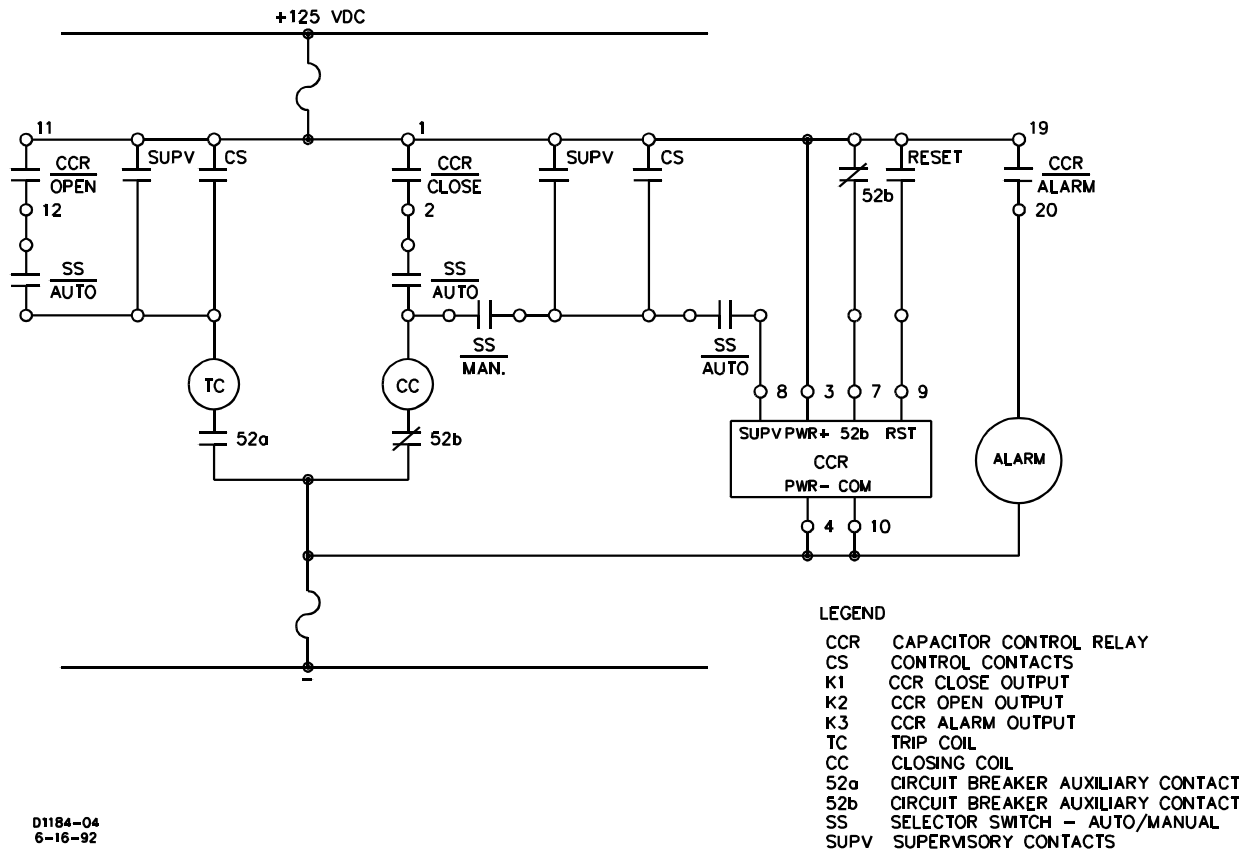 +125 VDC
11
1
19
CCR
OPEN
SUPV
CS
CCR
CLOSE
SUPV
CS
52b
RESET
CCR
ALARM
12
2
20
SS
AUTO
SS
AUTO
SS
MAN.
SS
AUTO
TC
CC
8
3
7
9
52a
52b
SUPV PWR+ 52b RST
CCR
PWR- COM
ALARM
4
10
–
LEGEND
CCR CAPACITOR CONTROL RELAY
CS CONTROL CONTACTS
K1 CCR CLOSE OUTPUT
K2 CCR OPEN OUTPUT
K3 CCR ALARM OUTPUT
TC TRIP COIL
CC CLOSING COIL
52a CIRCUIT BREAKER AUXILIARY CONTACT
52b CIRCUIT BREAKER AUXILIARY CONTACT
SS SELECTOR SWITCH – AUTO/MANUAL
SUPV SUPERVISORY CONTACTS
D1184-04
6-16-92